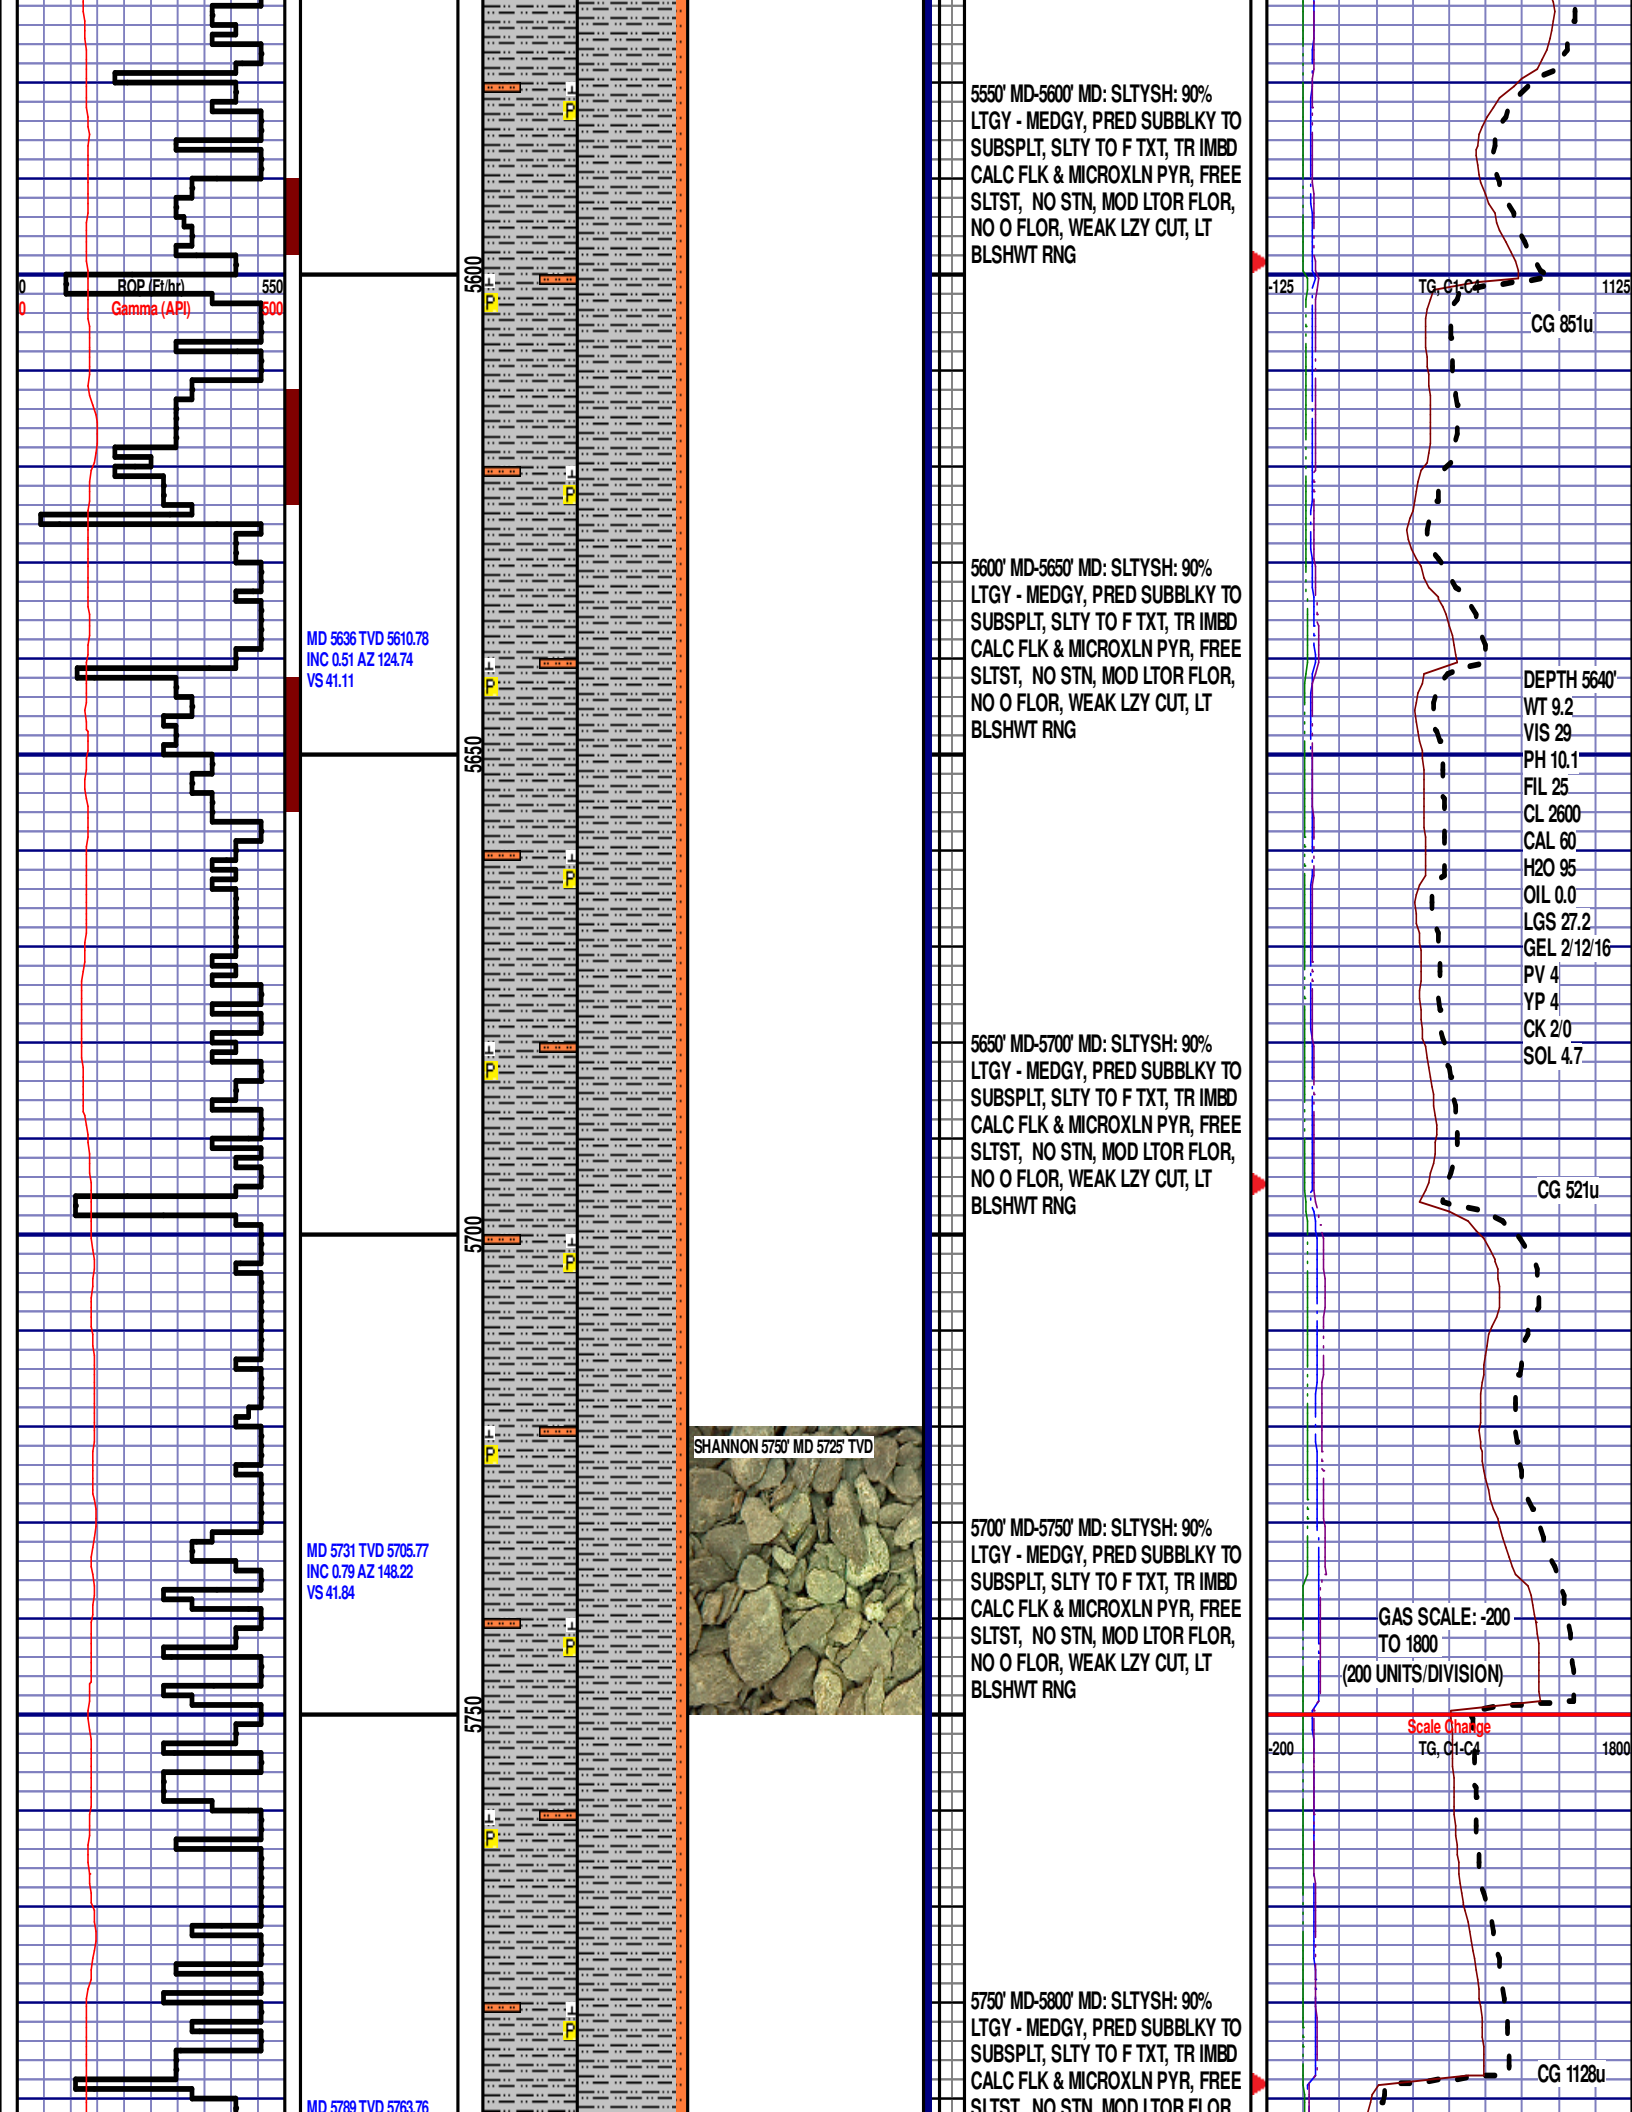 5550' MD-5600' MD: SLTYSH: 90%
LTGY - MEDGY, PRED SUBBLKY TO
SUBSPLT, SLTY TO F TXT, TR IMBD
CALC FLK & MICROXLN PYR, FREE
SLTST, NO STN, MOD LTOR FLOR,
NO O FLOR, WEAK LZY CUT, LT
BLSHWT RNG
5600
0 ROP (Ft/hr) 550
0 Gamma (API) 500
-125 TG, C1-C4 1125
CG 851u
5600' MD-5650' MD: SLTYSH: 90%
LTGY - MEDGY, PRED SUBBLKY TO
SUBSPLT, SLTY TO F TXT, TR IMBD
CALC FLK & MICROXLN PYR, FREE
SLTST, NO STN, MOD LTOR FLOR,
NO O FLOR, WEAK LZY CUT, LT
BLSHWT RNG
MD 5636 TVD 5610.78
INC 0.51 AZ 124.74
VS 41.11
5650
DEPTH 5640'
WT 9.2
VIS 29
PH 10.1
FIL 25
CL 2600
CAL 60
H2O 95
OIL 0.0
LGS 27.2
GEL 2/12/16
PV 4
YP 4
CK 2/0
SOL 4.7
5650' MD-5700' MD: SLTYSH: 90%
LTGY - MEDGY, PRED SUBBLKY TO
SUBSPLT, SLTY TO F TXT, TR IMBD
CALC FLK & MICROXLN PYR, FREE
SLTST, NO STN, MOD LTOR FLOR,
NO O FLOR, WEAK LZY CUT, LT
BLSHWT RNG
CG 521u
5700
SHANNON 5750' MD 5725' TVD
5700' MD-5750' MD: SLTYSH: 90%
LTGY - MEDGY, PRED SUBBLKY TO
SUBSPLT, SLTY TO F TXT, TR IMBD
CALC FLK & MICROXLN PYR, FREE
SLTST, NO STN, MOD LTOR FLOR,
NO O FLOR, WEAK LZY CUT, LT
BLSHWT RNG
MD 5731 TVD 5705.77
INC 0.79 AZ 148.22
VS 41.84
GAS SCALE: -200
TO 1800
(200 UNITS/DIVISION)
5750
Scale Change
-200 TG, C1-C4 1800
5750' MD-5800' MD: SLTYSH: 90%
LTGY - MEDGY, PRED SUBBLKY TO
SUBSPLT, SLTY TO F TXT, TR IMBD
CALC FLK & MICROXLN PYR, FREE
SLTST, NO STN, MOD LTOR FLOR,
CG 1128u
MD 5789 TVD 5763.76
P
P
P
P
P
P
P
P
P
P
P